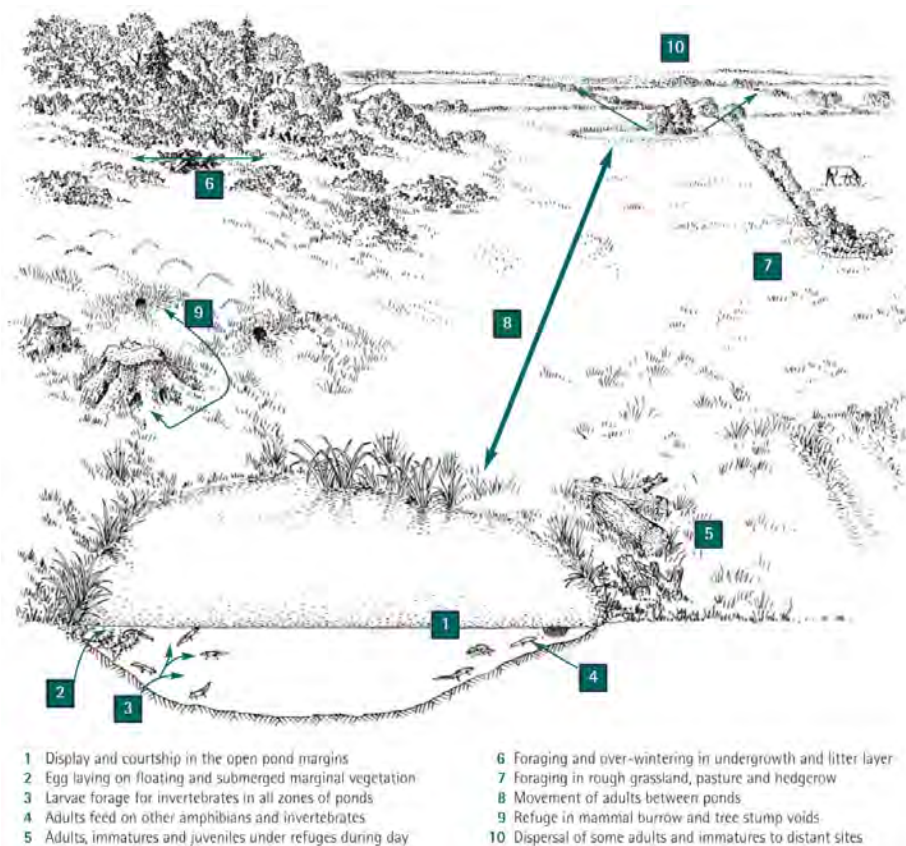 10
6
7
9
8
5
1
2
3
4
1 Display and courtship in the open pond margins
2 Egg laying on floating and submerged marginal vegetation
3 Larvae forage for invertebrates in all zones of ponds
4 Adults feed on other amphibians and invertebrates
5 Adults, immatures and juveniles under refuges during day
6 Foraging and over-wintering in undergrowth and litter layer
7 Foraging in rough grassland, pasture and hedgerow
8 Movement of adults between ponds
9 Refuge in mammal burrow and tree stump voids
10 Dispersal of some adults and immatures to distant sites